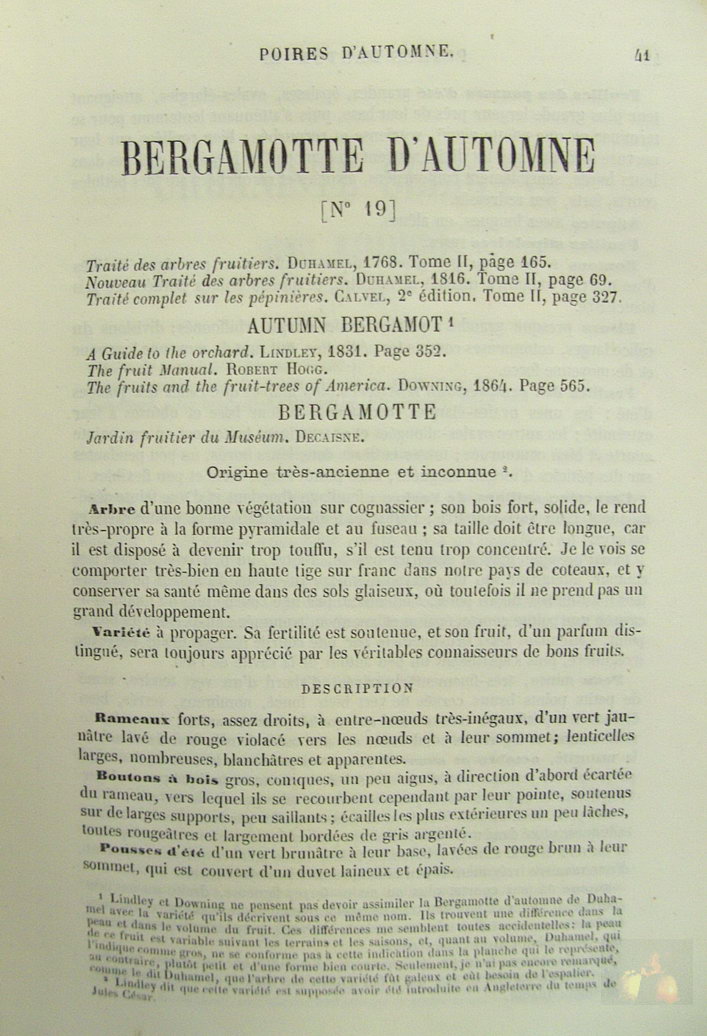 POIRES D'AUTOMNE. 41
BERGAMOTTE D'AUTOMNE
[N° 19]
Traité des arbres fruitiers. DUHAMEL, 1768. Tome II, page 165.
Nouveau Traité des arbres fruitiers. DUHAMEL, 1816. Tome II, page 69.
Traité complet sur les pépinières. CALVEL, 2e édition. Tome II, page 327.
AUTUMN BERGAMOT ¹
A Guide to the orchard. LINDLEY, 1831. Page 352.
The fruit Manual. ROBERT HOGG.
The fruits and the fruit-trees of America. DOWNING, 1864. Page 565.
BERGAMOTTE
Jardin fruitier du Muséum. DECAISNE.
Origine très-ancienne et inconnue ².
Arbre d'une bonne végétation sur cognassier ; son bois fort, solide, le rend
très-propre à la forme pyramidale et au fuseau ; sa taille doit être longue, car
il est disposé à devenir trop touffu, s'il est tenu trop concentré. Je le vois se
comporter très-bien en haute tige sur franc dans notre pays de coteaux, et y
conserver sa santé même dans des sols glaiseux, où toutefois il ne prend pas un
grand développement.
Variété à propager. Sa fertilité est soutenue, et son fruit, d'un parfum dis-
tingué, sera toujours apprécié par les véritables connaisseurs de bons fruits.
DESCRIPTION
Rameaux forts, assez droits, à entre-nœuds très-inégaux, d'un vert jau-
nâtre lavé de rouge violacé vers les nœuds et à leur sommet; lenticelles
larges, nombreuses, blanchâtres et apparentes.
Boutons à bois gros, coniques, un peu aigus, à direction d'abord écartée
du rameau, vers lequel ils se recourbent cependant par leur pointe, soutenus
sur de larges supports, peu saillants ; écailles les plus extérieures un peu lâches,
toutes rougeâtres et largement bordées de gris argenté.
Pousses d'été d'un vert brunâtre à leur base, lavées de rouge brun à leur
sommet, qui est couvert d'un duvet laineux et épais.
¹ Lindley et Downing ne pensent pas devoir assimiler la Bergamotte d'automne de Duha-
mel avec la variété qu'ils décrivent sous ce même nom. Ils trouvent une différence dans la
peau et dans le volume du fruit. Ces différences me semblent toutes accidentelles: la peau
de ce fruit est variable suivant les terrains et les saisons, et, quant au volume, Duhamel, qui
l'indique comme gros, ne se conforme pas à cette indication dans la planche qui le représente,
au contraire, plutôt petit et d'une forme bien courte. Seulement, je n'ai pas encore remarqué,
comme le dit Duhamel, que l'arbre de cette variété fût galeux et eût besoin de l'espalier.
² Lindley dit que cette variété est supposée avoir été introduite en Angleterre du temps de
Jules César.